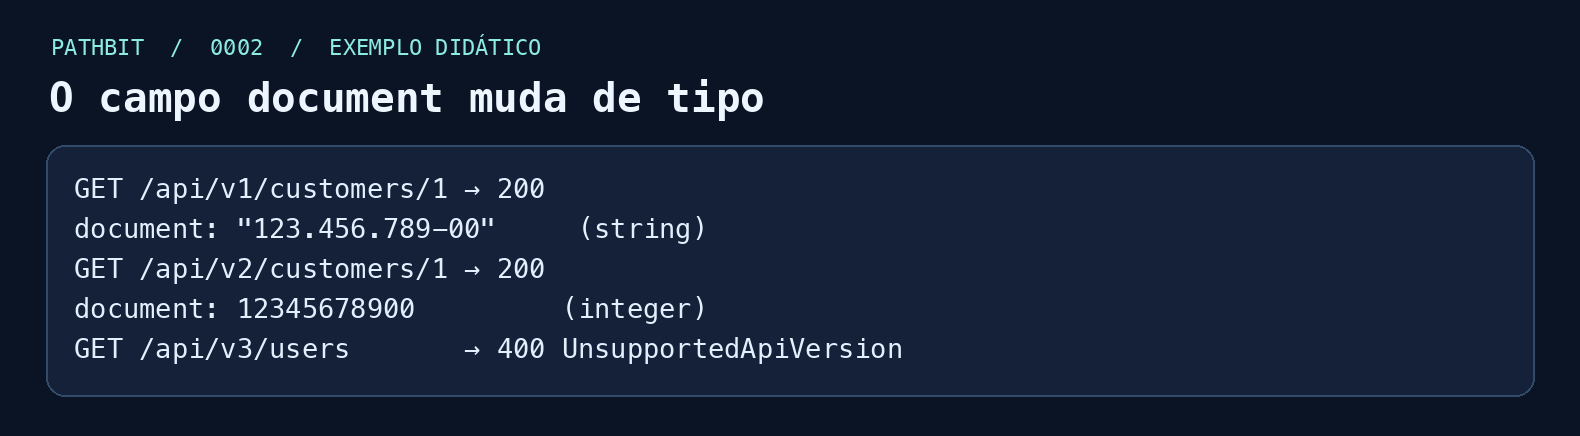 PATHBIT / 0002 / EXEMPLO DIDÁTICO
O campo document muda de tipo
GET /api/v1/customers/1 → 200
document: "123.456.789-00" (string)
GET /api/v2/customers/1 → 200
document: 12345678900 (integer)
GET /api/v3/users → 400 UnsupportedApiVersion